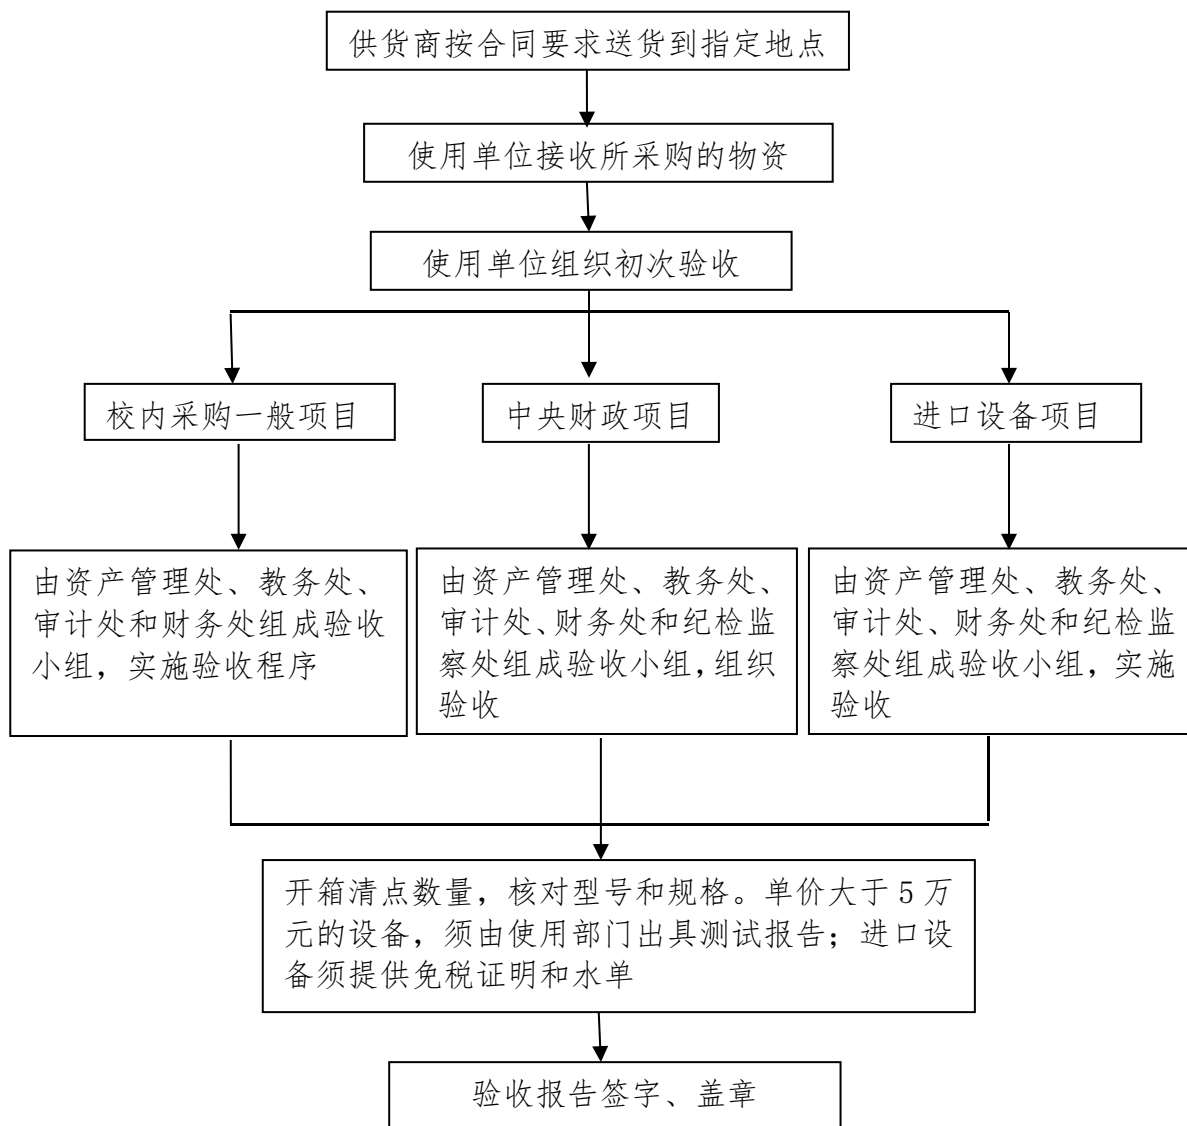 供货商按合同要求送货到指定地点
使用单位接收所采购的物资
使用单位组织初次验收
校内采购一般项目
中央财政项目
进口设备项目
由资产管理处、教务处、
审计处和财务处组成验收
小组，实施验收程序
由资产管理处、教务处、
审计处、财务处和纪检监
察处组成验收小组，组织
验收
由资产管理处、教务处、
审计处、财务处和纪检监
察处组成验收小组，实施
验收
开箱清点数量，核对型号和规格。单价大于 5 万
元的设备，须由使用部门出具测试报告；进口设
备须提供免税证明和水单
验收报告签字、盖章